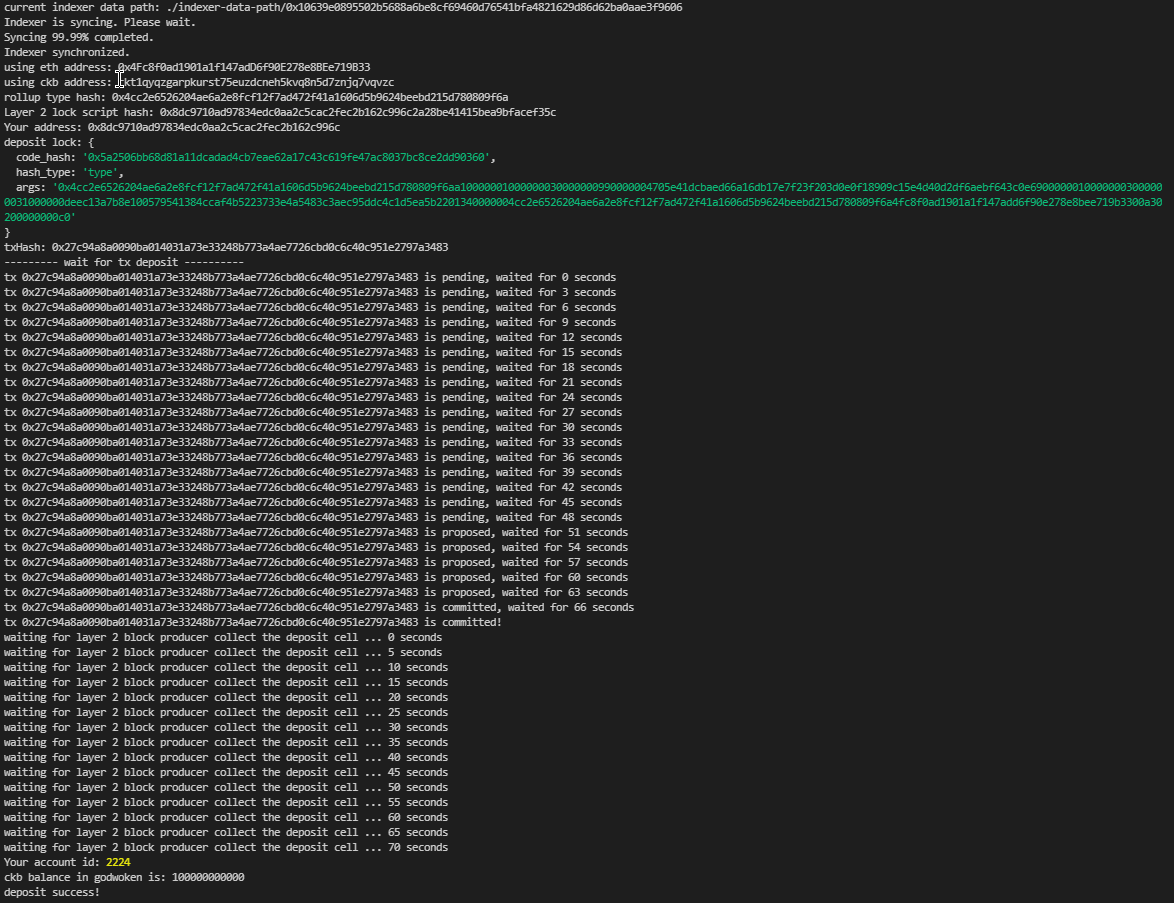 current indexer data path: ./indexer-data-path/0x10639e0895502b5688a6be8cf69460d76541bfa4821629d86d62ba0aae3f9606
Indexer is syncing. Please wait.
Syncing 99.99% completed.
Indexer synchronized.
using eth address: 0x4Fc8f0ad1901a1f147adD6f90E278e8BEe719B33
using ckb address: ckt1qyqzgarpkurst75euzdcneh5kvq8n5d7znjq7vqvzc
rollup type hash: 0x4cc2e6526204ae6a2e8fcf12f7ad472f41a1606d5b9624beebd215d780809f6a
Layer 2 lock script hash: 0x8dc9710ad97834edc0aa2c5cac2fec2b162c996c2a28be41415bea9bfacef35c
Your address: 0x8dc9710ad97834edc0aa2c5cac2fec2b162c996c
deposit lock: {
  code_hash: '0x5a2506bb68d81a11dcadad4cb7eae62a17c43c619fe47ac8037bc8ce2dd90360',
  hash_type: 'type',
  args: '0x4cc2e6526204ae6a2e8fcf12f7ad472f41a1606d5b9624beebd215d780809f6aa10000001000000030000000990000004705e41dcbaed66a16db17e7f23f203d0e0f18909c15e4d40d2df6aebf643c0e690000001000000030000
0031000000deec13a7b8e100579541384ccaf4b5223733e4a5483c3aec95ddc4c1d5ea5b2201340000004cc2e6526204ae6a2e8fcf12f7ad472f41a1606d5b9624beebd215d780809f6a4fc8f0ad1901a1f147add6f90e278e8bee719b3300a30
200000000c0'
}
txHash: 0x27c94a8a0090ba014031a73e33248b773a4ae7726cbd0c6c40c951e2797a3483
--------- wait for tx deposit ----------
tx 0x27c94a8a0090ba014031a73e33248b773a4ae7726cbd0c6c40c951e2797a3483 is pending, waited for 0 seconds
tx 0x27c94a8a0090ba014031a73e33248b773a4ae7726cbd0c6c40c951e2797a3483 is pending, waited for 3 seconds
tx 0x27c94a8a0090ba014031a73e33248b773a4ae7726cbd0c6c40c951e2797a3483 is pending, waited for 6 seconds
tx 0x27c94a8a0090ba014031a73e33248b773a4ae7726cbd0c6c40c951e2797a3483 is pending, waited for 9 seconds
tx 0x27c94a8a0090ba014031a73e33248b773a4ae7726cbd0c6c40c951e2797a3483 is pending, waited for 12 seconds
tx 0x27c94a8a0090ba014031a73e33248b773a4ae7726cbd0c6c40c951e2797a3483 is pending, waited for 15 seconds
tx 0x27c94a8a0090ba014031a73e33248b773a4ae7726cbd0c6c40c951e2797a3483 is pending, waited for 18 seconds
tx 0x27c94a8a0090ba014031a73e33248b773a4ae7726cbd0c6c40c951e2797a3483 is pending, waited for 21 seconds
tx 0x27c94a8a0090ba014031a73e33248b773a4ae7726cbd0c6c40c951e2797a3483 is pending, waited for 24 seconds
tx 0x27c94a8a0090ba014031a73e33248b773a4ae7726cbd0c6c40c951e2797a3483 is pending, waited for 27 seconds
tx 0x27c94a8a0090ba014031a73e33248b773a4ae7726cbd0c6c40c951e2797a3483 is pending, waited for 30 seconds
tx 0x27c94a8a0090ba014031a73e33248b773a4ae7726cbd0c6c40c951e2797a3483 is pending, waited for 33 seconds
tx 0x27c94a8a0090ba014031a73e33248b773a4ae7726cbd0c6c40c951e2797a3483 is pending, waited for 36 seconds
tx 0x27c94a8a0090ba014031a73e33248b773a4ae7726cbd0c6c40c951e2797a3483 is pending, waited for 39 seconds
tx 0x27c94a8a0090ba014031a73e33248b773a4ae7726cbd0c6c40c951e2797a3483 is pending, waited for 42 seconds
tx 0x27c94a8a0090ba014031a73e33248b773a4ae7726cbd0c6c40c951e2797a3483 is pending, waited for 45 seconds
tx 0x27c94a8a0090ba014031a73e33248b773a4ae7726cbd0c6c40c951e2797a3483 is pending, waited for 48 seconds
tx 0x27c94a8a0090ba014031a73e33248b773a4ae7726cbd0c6c40c951e2797a3483 is proposed, waited for 51 seconds
tx 0x27c94a8a0090ba014031a73e33248b773a4ae7726cbd0c6c40c951e2797a3483 is proposed, waited for 54 seconds
tx 0x27c94a8a0090ba014031a73e33248b773a4ae7726cbd0c6c40c951e2797a3483 is proposed, waited for 57 seconds
tx 0x27c94a8a0090ba014031a73e33248b773a4ae7726cbd0c6c40c951e2797a3483 is proposed, waited for 60 seconds
tx 0x27c94a8a0090ba014031a73e33248b773a4ae7726cbd0c6c40c951e2797a3483 is proposed, waited for 63 seconds
tx 0x27c94a8a0090ba014031a73e33248b773a4ae7726cbd0c6c40c951e2797a3483 is committed, waited for 66 seconds
tx 0x27c94a8a0090ba014031a73e33248b773a4ae7726cbd0c6c40c951e2797a3483 is committed!
waiting for layer 2 block producer collect the deposit cell ... 0 seconds
waiting for layer 2 block producer collect the deposit cell ... 5 seconds
waiting for layer 2 block producer collect the deposit cell ... 10 seconds
waiting for layer 2 block producer collect the deposit cell ... 15 seconds
waiting for layer 2 block producer collect the deposit cell ... 20 seconds
waiting for layer 2 block producer collect the deposit cell ... 25 seconds
waiting for layer 2 block producer collect the deposit cell ... 30 seconds
waiting for layer 2 block producer collect the deposit cell ... 35 seconds
waiting for layer 2 block producer collect the deposit cell ... 40 seconds
waiting for layer 2 block producer collect the deposit cell ... 45 seconds
waiting for layer 2 block producer collect the deposit cell ... 50 seconds
waiting for layer 2 block producer collect the deposit cell ... 55 seconds
waiting for layer 2 block producer collect the deposit cell ... 60 seconds
waiting for layer 2 block producer collect the deposit cell ... 65 seconds
waiting for layer 2 block producer collect the deposit cell ... 70 seconds
Your account id: 2224
ckb balance in godwoken is: 100000000000
deposit success!